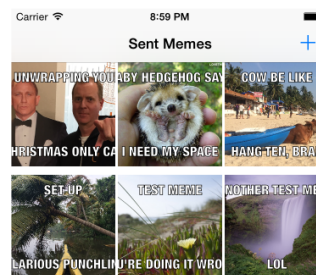 Carrier 8:59 PM
Sent Memes +
UNWRAPPING YOU
HRISTMAS ONLY CA
ABY HEDGEHOG SAY
I NEED MY SPACE
COW BE LIKE
HANG TEN, BRA
SET-UP
LARIOUS PUNCHLIN
TEST MEME
U'RE DOING IT WRO
NOTHER TEST ME
LOL